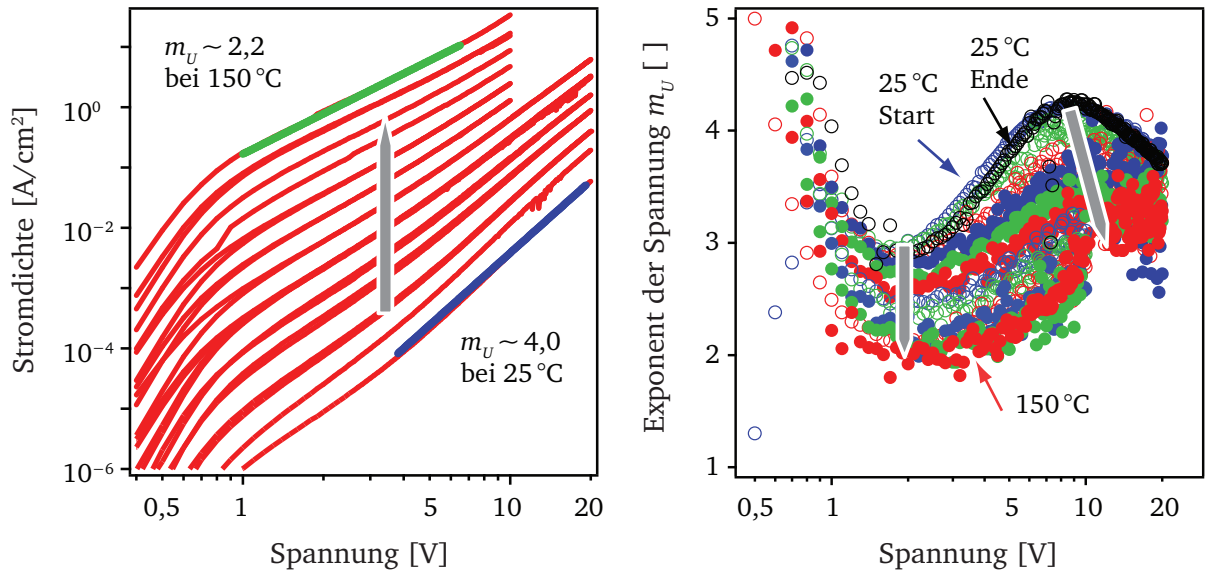 Stromdichte [A/cm²]
10⁰
10⁻²
10⁻⁴
10⁻⁶
m_U ~ 2,2
bei 150 °C
m_U ~ 4,0
bei 25 °C
0,5 1 5 10 20
Spannung [V]
Exponent der Spannung m_U [ ]
5
4
3
2
1
25 °C
Start
25 °C
Ende
150 °C
0,5 1 5 10 20
Spannung [V]